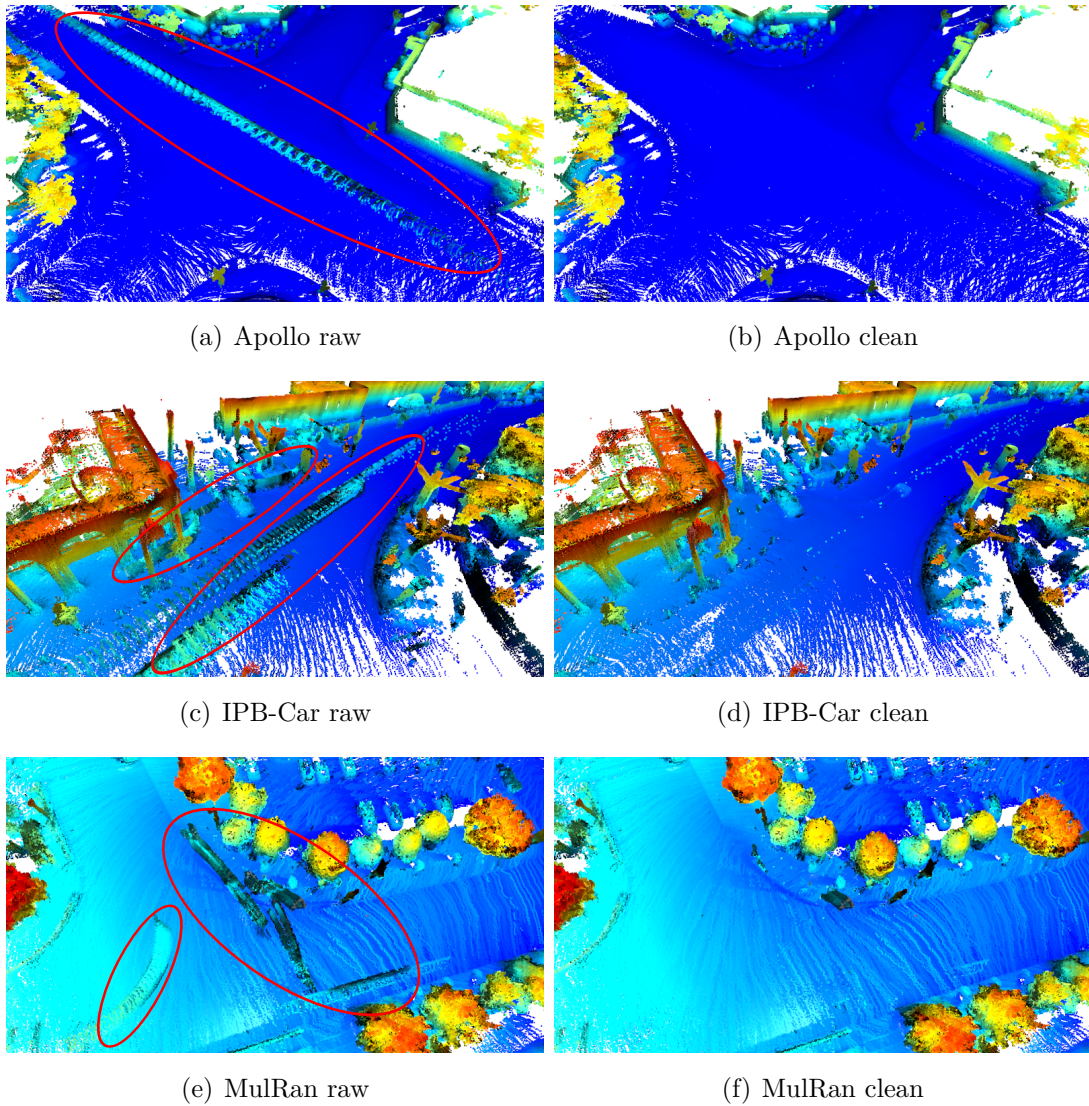 (a) Apollo raw
(b) Apollo clean
(c) IPB-Car raw
(d) IPB-Car clean
(e) MulRan raw
(f) MulRan clean